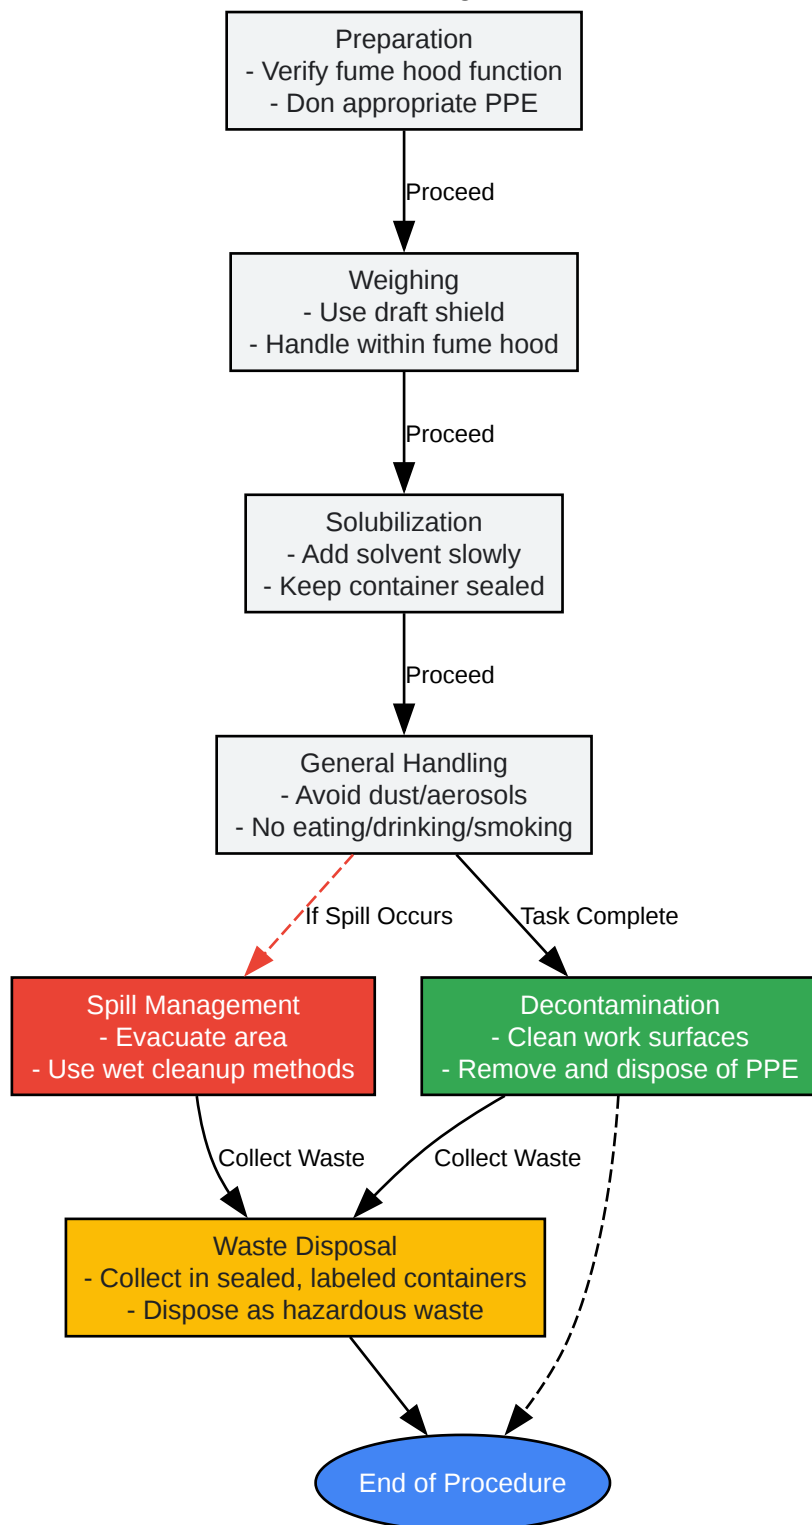 Preparation
- Verify fume hood function
- Don appropriate PPE
Proceed
Weighing
- Use draft shield
- Handle within fume hood
Proceed
Solubilization
- Add solvent slowly
- Keep container sealed
Proceed
General Handling
- Avoid dust/aerosols
- No eating/drinking/smoking
If Spill Occurs
Task Complete
Spill Management
- Evacuate area
- Use wet cleanup methods
Decontamination
- Clean work surfaces
- Remove and dispose of PPE
Collect Waste
Collect Waste
Waste Disposal
- Collect in sealed, labeled containers
- Dispose as hazardous waste
End of Procedure